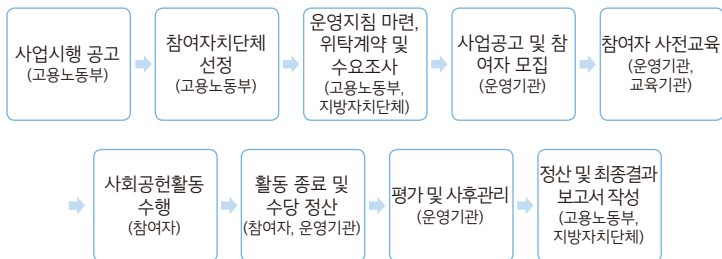 사업시행 공고
(고용노동부)
참여자치단체
선정
(고용노동부)
운영지침 마련,
위탁계약 및
수요조사
(고용노동부,
지방자치단체)
사업공고 및 참
여자 모집
(운영기관)
참여자 사전교육
(운영기관,
교육기관)
사회공헌활동
수행
(참여자)
활동 종료 및
수당 정산
(참여자, 운영기관)
평가 및 사후관리
(운영기관)
정산 및 최종결과
보고서 작성
(고용노동부,
지방자치단체)